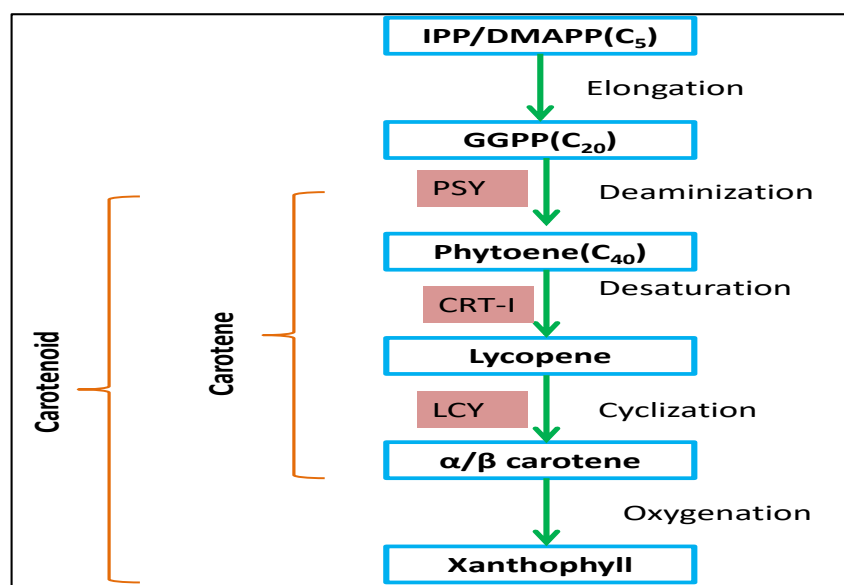 IPP/DMAPP(C₅)
Elongation
GGPP(C₂₀)
PSY
Deaminization
Phytoene(C₄₀)
Desaturation
CRT-I
Lycopene
LCY
Cyclization
α/β carotene
Oxygenation
Xanthophyll
Carotene
Carotenoid